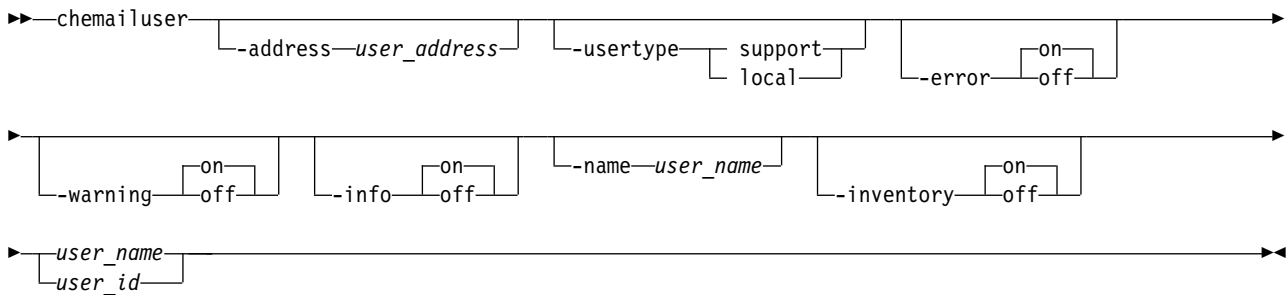 chemailuser -address user_address -usertype support local -error on off
-warning on off -info on off -name user_name -inventory on off
user_name
user_id